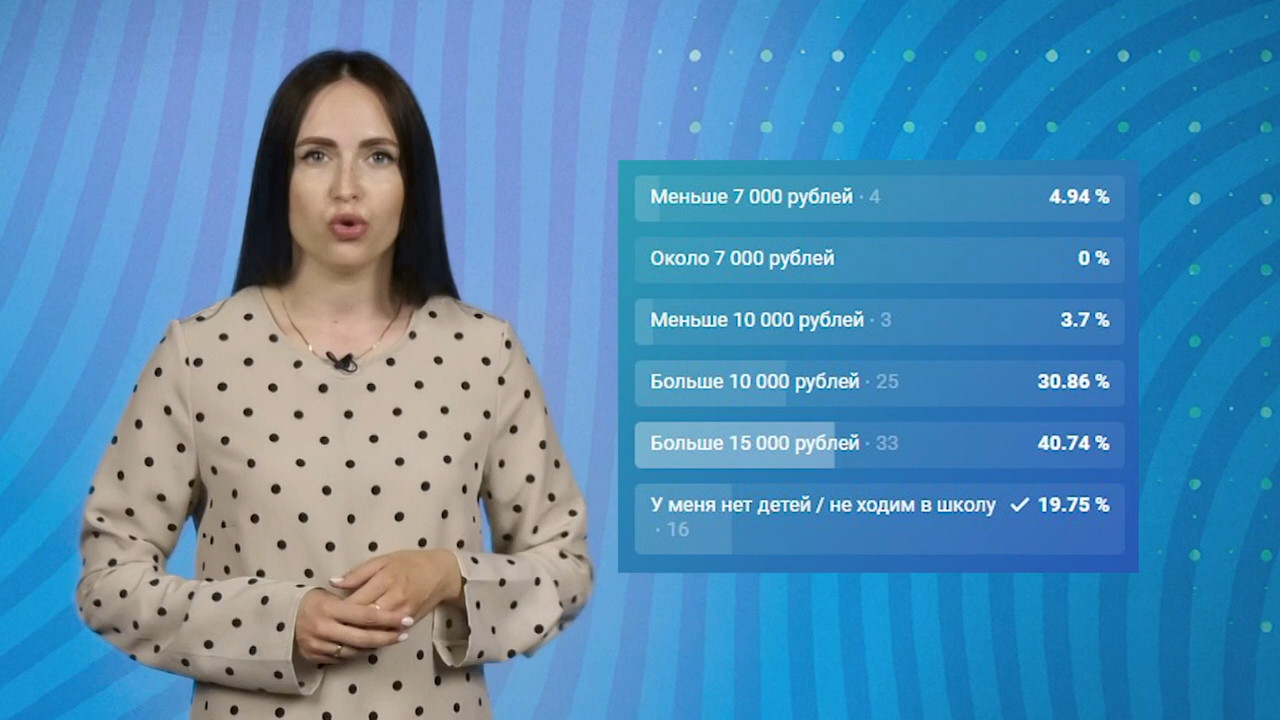 Меньше 7 000 рублей · 4 4.94 %
Около 7 000 рублей 0 %
Меньше 10 000 рублей · 3 3.7 %
Больше 10 000 рублей · 25 30.86 %
Больше 15 000 рублей · 33 40.74 %
У меня нет детей / не ходим в школу ✓ 19.75 %
· 16